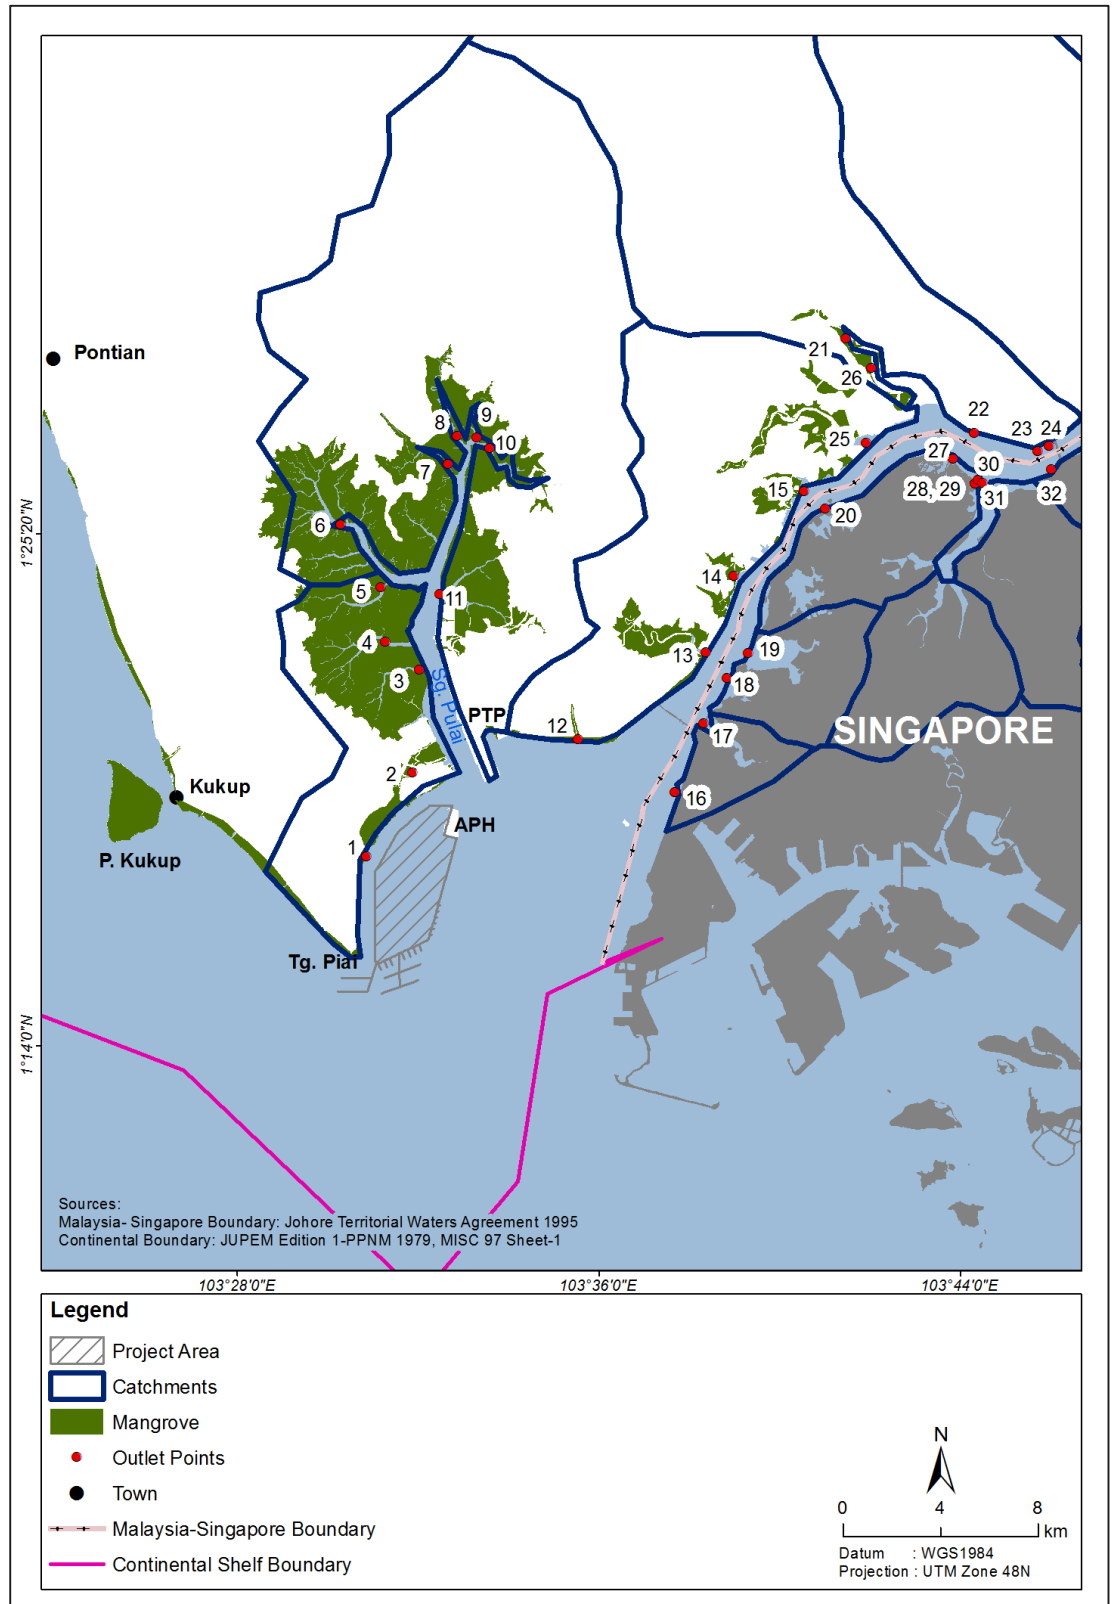 Pontian
21
26
22
23
24
9
8
10
25
27
30
7
28, 29
31
32
15
20
6
1°25'20"N
14
5
11
4
13
19
3
18
Sg. Pulai
PTP
12
17
SINGAPORE
2
Kukup
16
APH
1
P. Kukup
Tg. Piai
1°14'0"N
Sources:
Malaysia- Singapore Boundary: Johore Territorial Waters Agreement 1995
Continental Boundary: JUPEM Edition 1-PPNM 1979, MISC 97 Sheet-1
103°28'0"E
103°36'0"E
103°44'0"E
Legend
Project Area
Catchments
Mangrove
Outlet Points
Town
Malaysia-Singapore Boundary
Continental Shelf Boundary
N
0 4 8
km
Datum : WGS1984
Projection : UTM Zone 48N